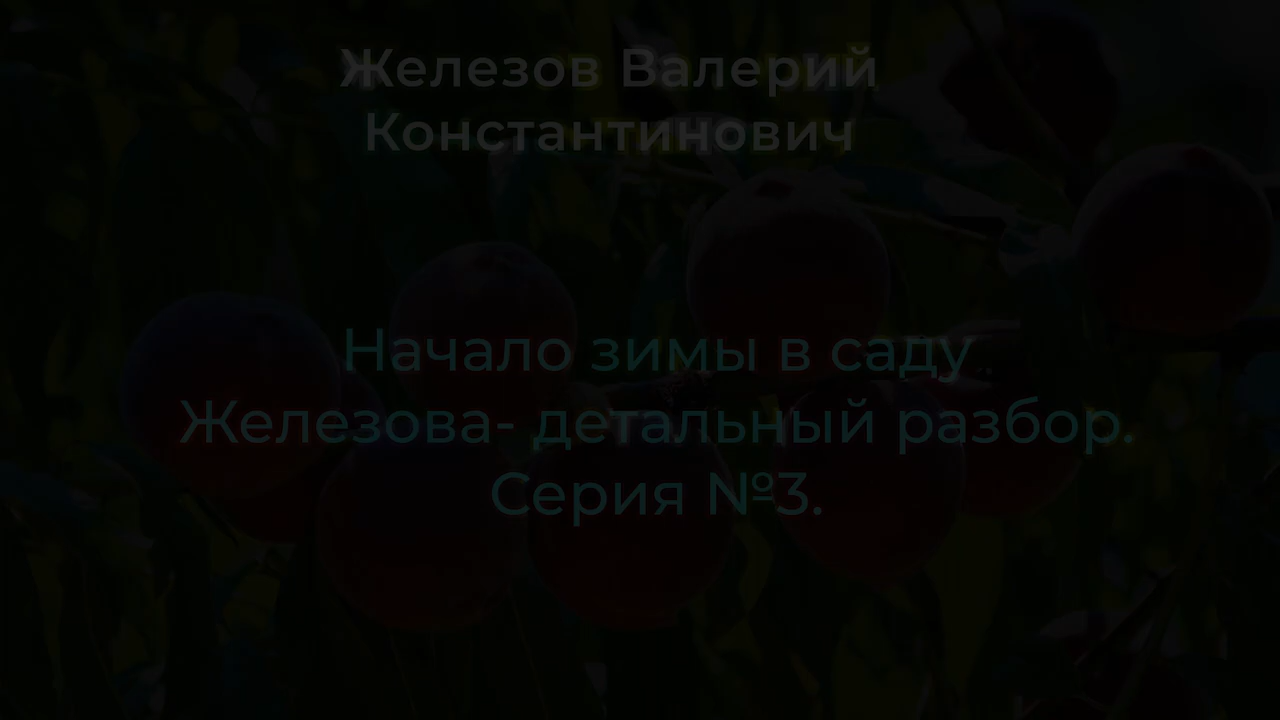 Железов Валерий
Константинович
Начало зимы в саду
Железова- детальный разбор.
Серия №3.